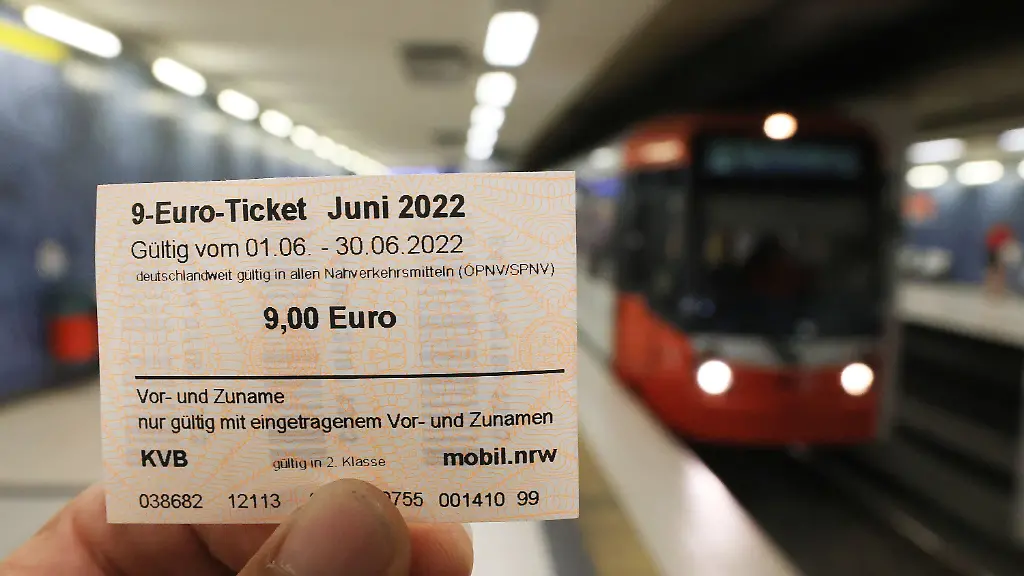 9-Euro-Ticket Juni 2022
Gültig vom 01.06. - 30.06.2022
deutschlandweit gültig in allen Nahverkehrsmitteln (ÖPNV/SPNV)
9,00 Euro
Vor- und Zuname
nur gültig mit eingetragenem Vor- und Zunamen
KVB gültig in 2. Klasse mobil.nrw
038682 12113 0755 001410 99